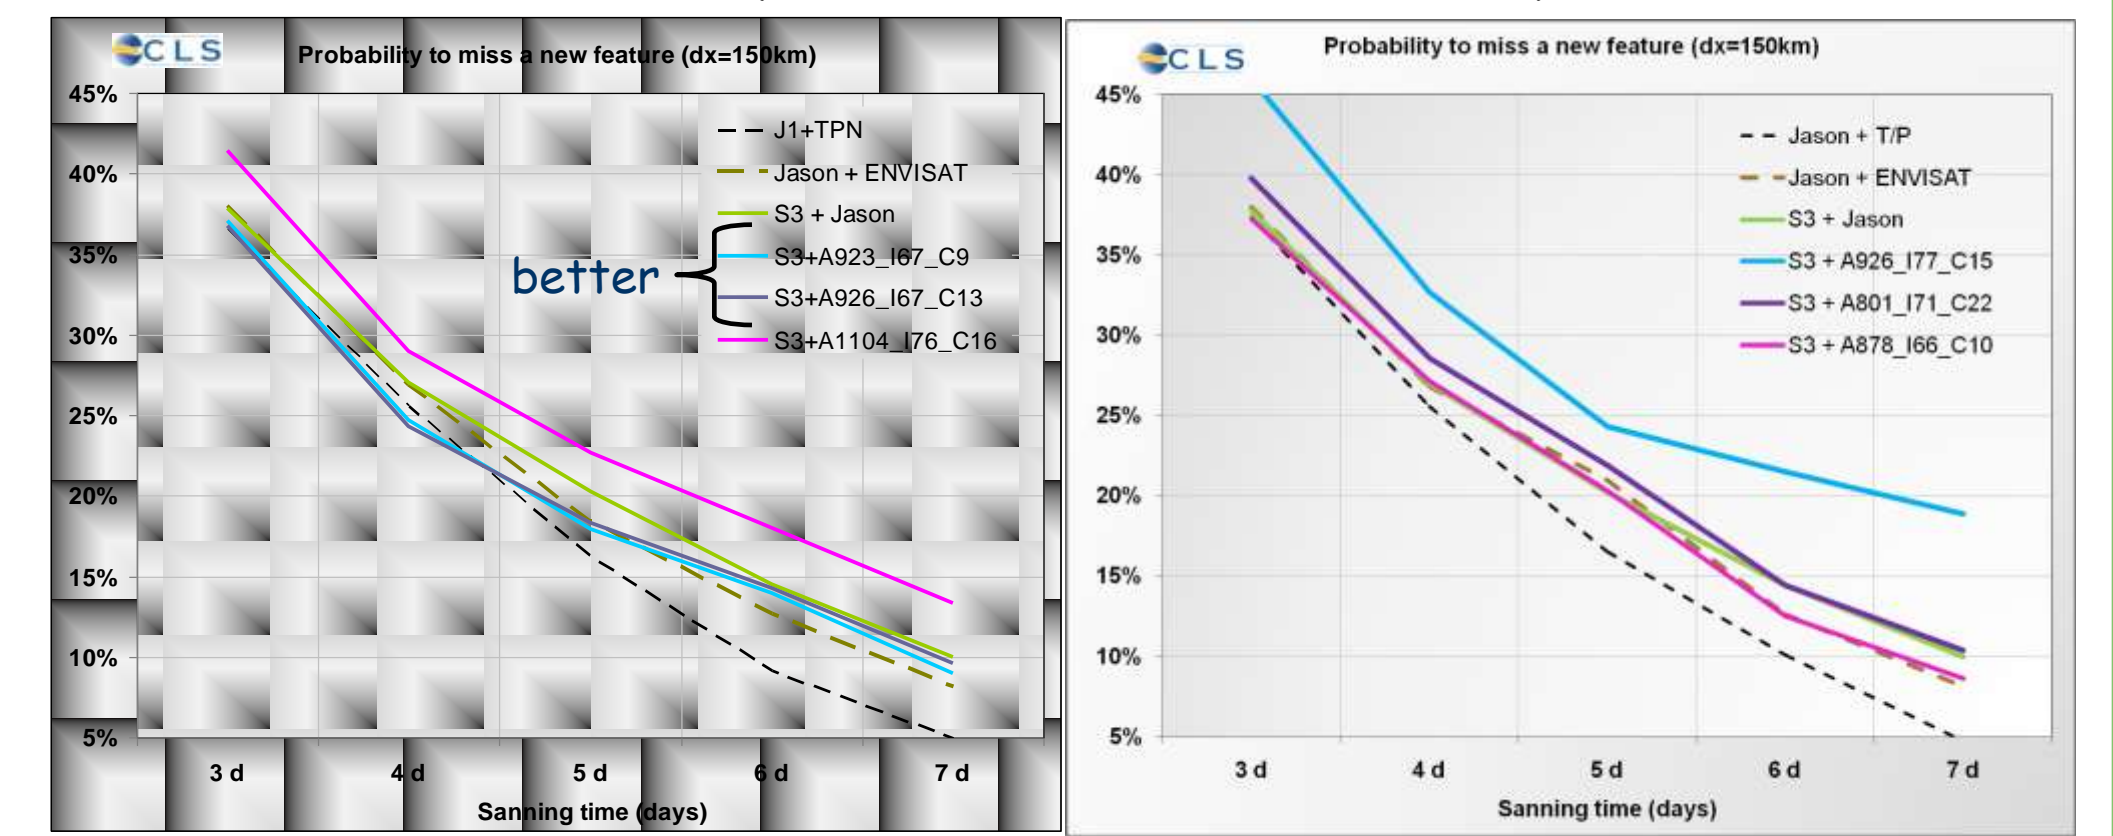 CLS
Probability to miss a new feature (dx=150km)
45%
40%
35%
30%
25%
20%
15%
10%
5%
J1+TPN
Jason + ENVISAT
S3 + Jason
S3+A923_I67_C9
S3+A926_I67_C13
S3+A1104_I76_C16
better
3 d
4 d
5 d
6 d
7 d
Sanning time (days)
CLS
Probability to miss a new feature (dx=150km)
45%
40%
35%
30%
25%
20%
15%
10%
5%
Jason + T/P
Jason + ENVISAT
S3 + Jason
S3 + A926_I77_C15
S3 + A801_I71_C22
S3 + A878_I66_C10
3 d
4 d
5 d
6 d
7 d
Sanning time (days)